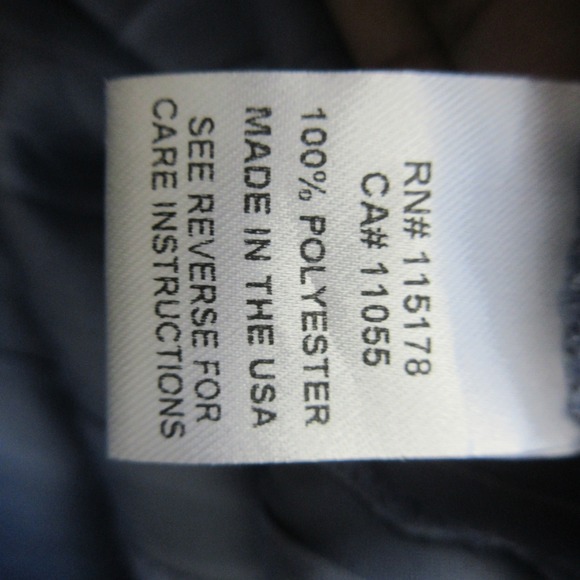 RN# 115178
CA# 11055
100% POLYESTER
MADE IN THE USA
SEE REVERSE FOR
CARE INSTRUCTIONS